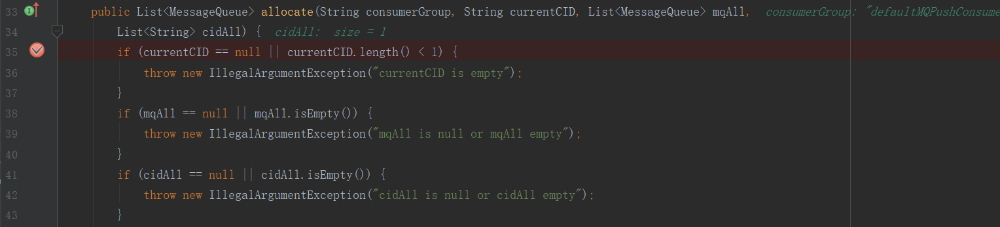 33 public List<MessageQueue> allocate(String consumerGroup, String currentCID, List<MessageQueue> mqAll, consumerGroup: "defaultMQPushConsume
34 List<String> cidAll) { cidAll: size = 1
35 if (currentCID == null || currentCID.length() < 1) {
36 throw new IllegalArgumentException("currentCID is empty");
37 }
38 if (mqAll == null || mqAll.isEmpty()) {
39 throw new IllegalArgumentException("mqAll is null or mqAll empty");
40 }
41 if (cidAll == null || cidAll.isEmpty()) {
42 throw new IllegalArgumentException("cidAll is null or cidAll empty");
43 }